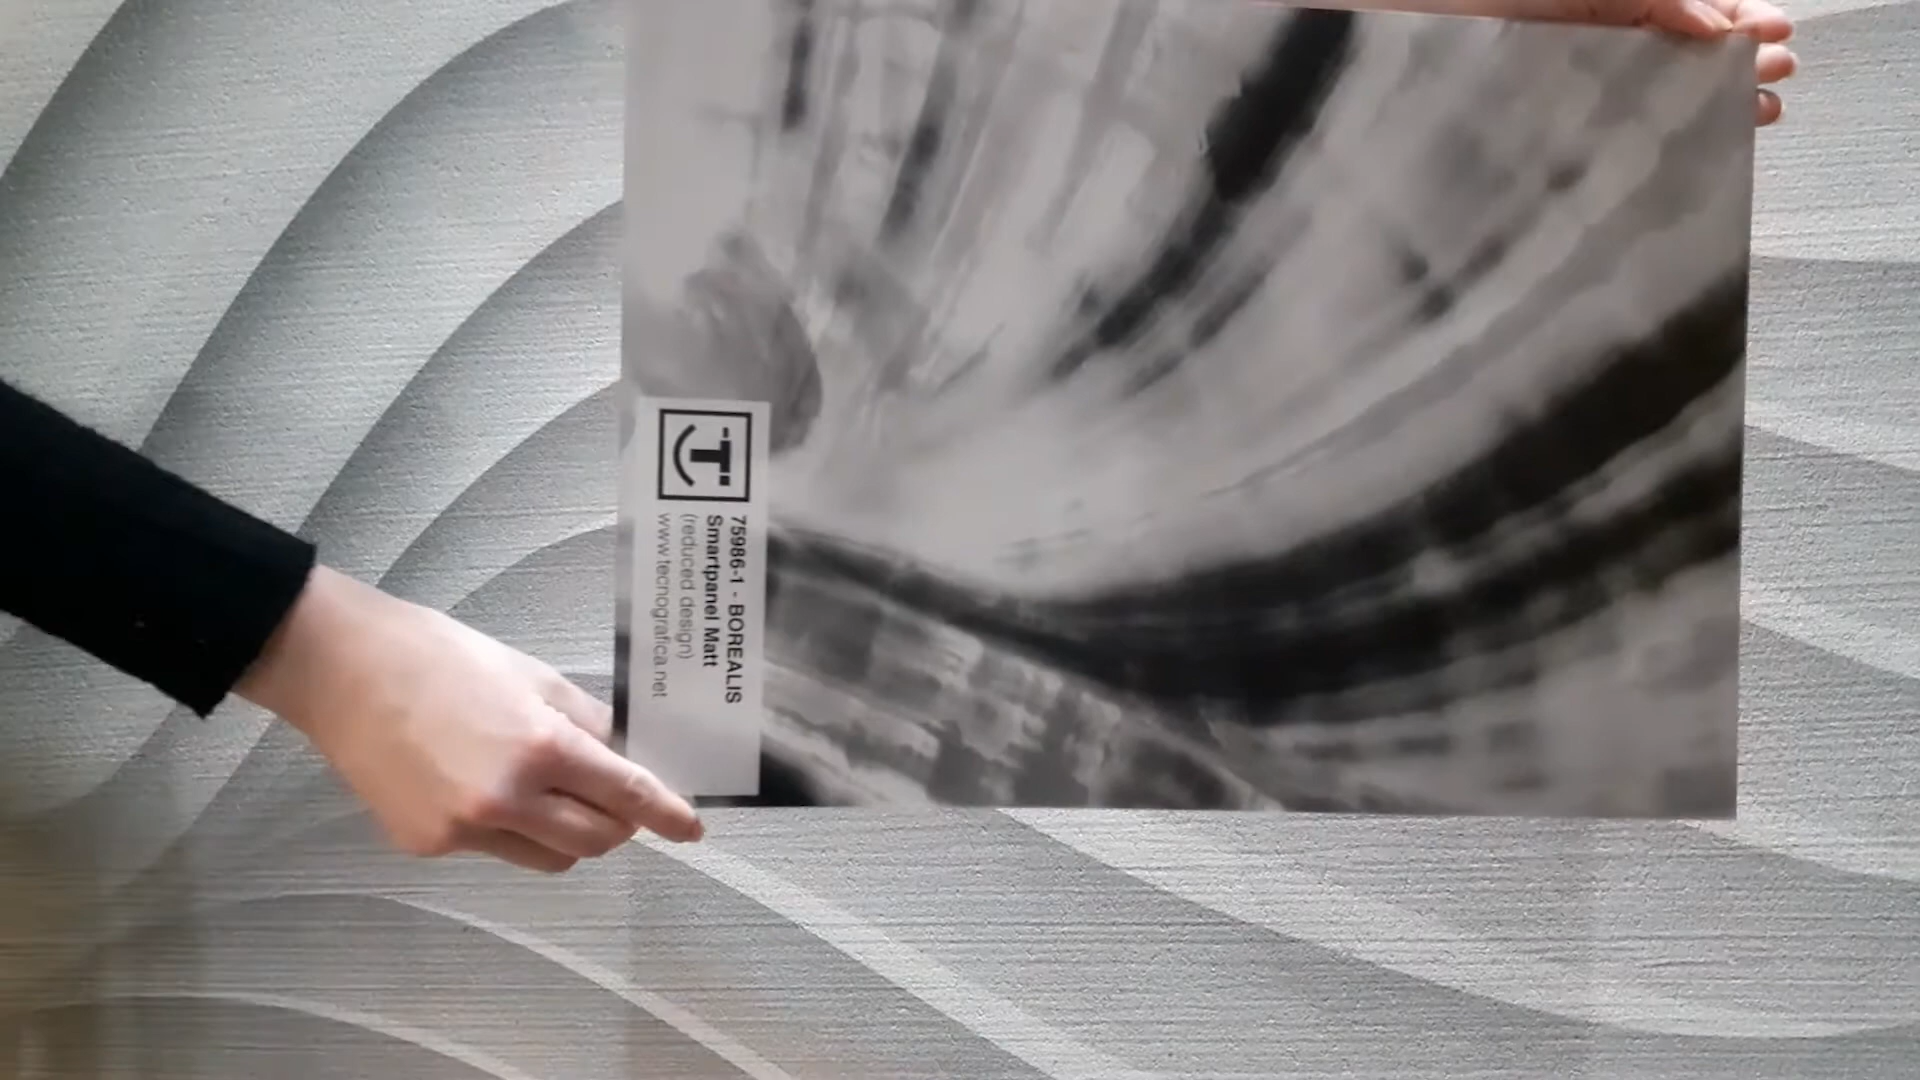 T
75986-1 - BOREALIS
Smartpanel Matt
(reduced design)
www.tecnografica.net